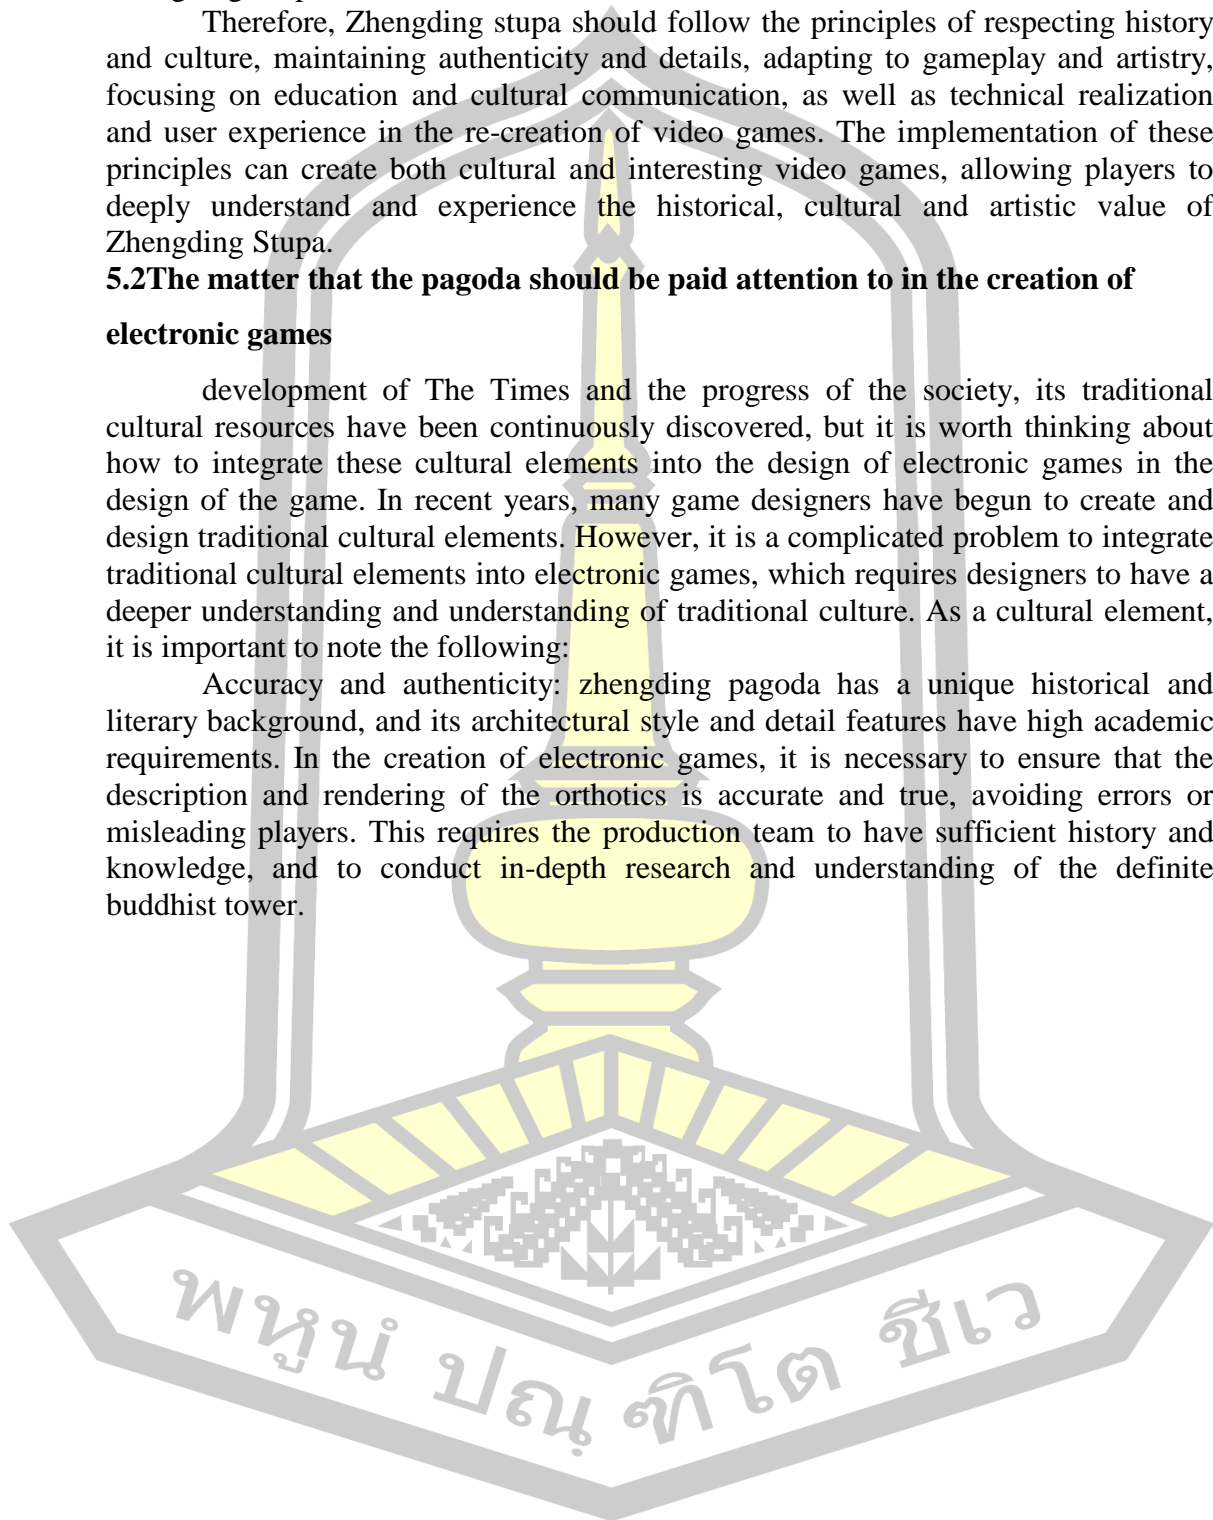 Therefore, Zhengding stupa should follow the principles of respecting history
and culture, maintaining authenticity and details, adapting to gameplay and artistry,
focusing on education and cultural communication, as well as technical realization
and user experience in the re-creation of video games. The implementation of these
principles can create both cultural and interesting video games, allowing players to
deeply understand and experience the historical, cultural and artistic value of
Zhengding Stupa.
5.2The matter that the pagoda should be paid attention to in the creation of
electronic games
development of The Times and the progress of the society, its traditional
cultural resources have been continuously discovered, but it is worth thinking about
how to integrate these cultural elements into the design of electronic games in the
design of the game. In recent years, many game designers have begun to create and
design traditional cultural elements. However, it is a complicated problem to integrate
traditional cultural elements into electronic games, which requires designers to have a
deeper understanding and understanding of traditional culture. As a cultural element,
it is important to note the following:
Accuracy and authenticity: zhengding pagoda has a unique historical and
literary background, and its architectural style and detail features have high academic
requirements. In the creation of electronic games, it is necessary to ensure that the
description and rendering of the orthotics is accurate and true, avoiding errors or
misleading players. This requires the production team to have sufficient history and
knowledge, and to conduct in-depth research and understanding of the definite
buddhist tower.
พหูนํ ปณฺฑิโต ชีเว